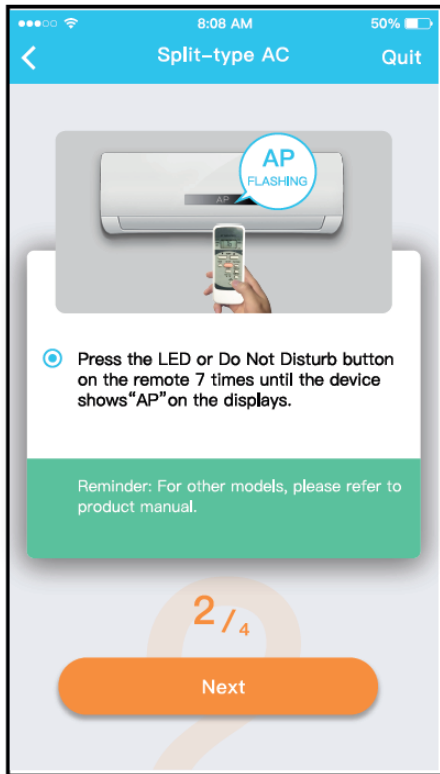 8:08 AM
50%
Split-type AC
Quit
AP
FLASHING
AP
Press the LED or Do Not Disturb button
on the remote 7 times until the device
shows“AP”on the displays.
Reminder: For other models, please refer to
product manual.
2/4
Next